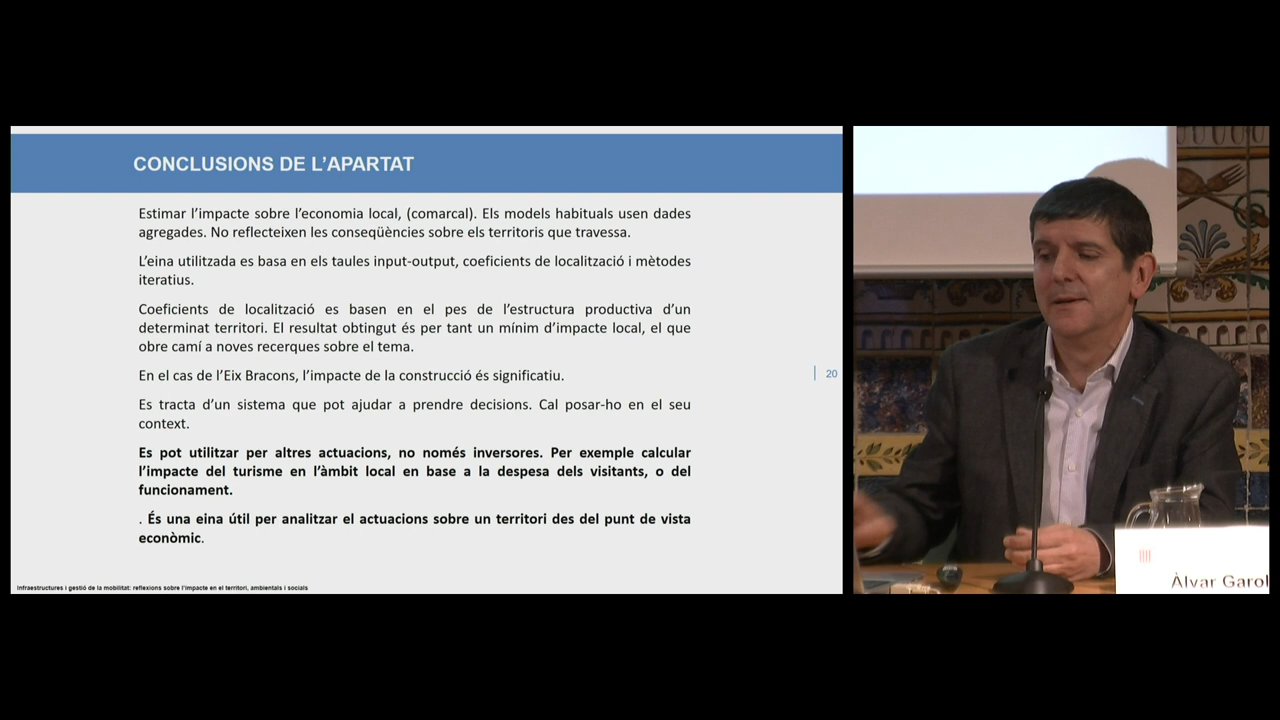 CONCLUSIONS DE L'APARTAT
Estimar l'impacte sobre l'economia local, (comarcal). Els models habituals usen dades
agregades. No reflecteixen les conseqüències sobre els territoris que travessa.
L'eina utilitzada es basa en els taules input-output, coeficients de localització i mètodes
iteratius.
Coeficients de localització es basen en el pes de l'estructura productiva d'un
determinat territori. El resultat obtingut és per tant un mínim d'impacte local, el que
obre camí a noves recerques sobre el tema.
En el cas de l'Eix Bracons, l'impacte de la construcció és significatiu.
Es tracta d'un sistema que pot ajudar a prendre decisions. Cal posar-ho en el seu
context.
Es pot utilitzar per altres actuacions, no només inversores. Per exemple calcular
l'impacte del turisme en l'àmbit local en base a la despesa dels visitants, o del
funcionament.
. És una eina útil per analitzar el actuacions sobre un territori des del punt de vista
econòmic.
20
Infraestructures i gestió de la mobilitat: reflexions sobre l'impacte en el territori, ambientals i socials
Àlvar Garol